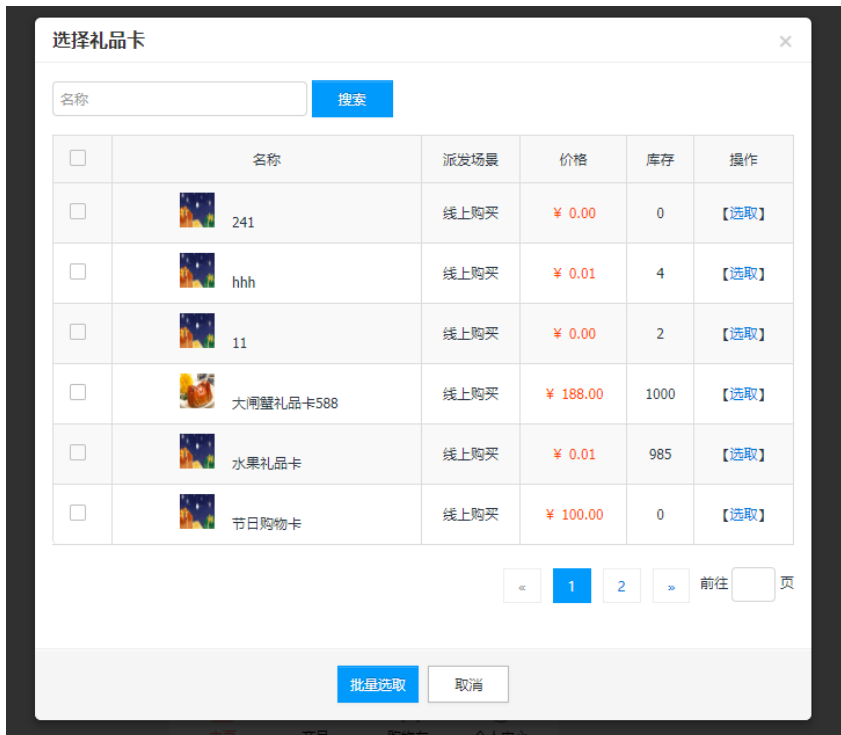 选择礼品卡 ×
名称 搜索
名称 派发场景 价格 库存 操作
241 线上购买 ¥ 0.00 0 【选取】
hhh 线上购买 ¥ 0.01 4 【选取】
11 线上购买 ¥ 0.00 2 【选取】
大闸蟹礼品卡588 线上购买 ¥ 188.00 1000 【选取】
水果礼品卡 线上购买 ¥ 0.01 985 【选取】
节日购物卡 线上购买 ¥ 100.00 0 【选取】
« 1 2 » 前往 页
批量选取 取消